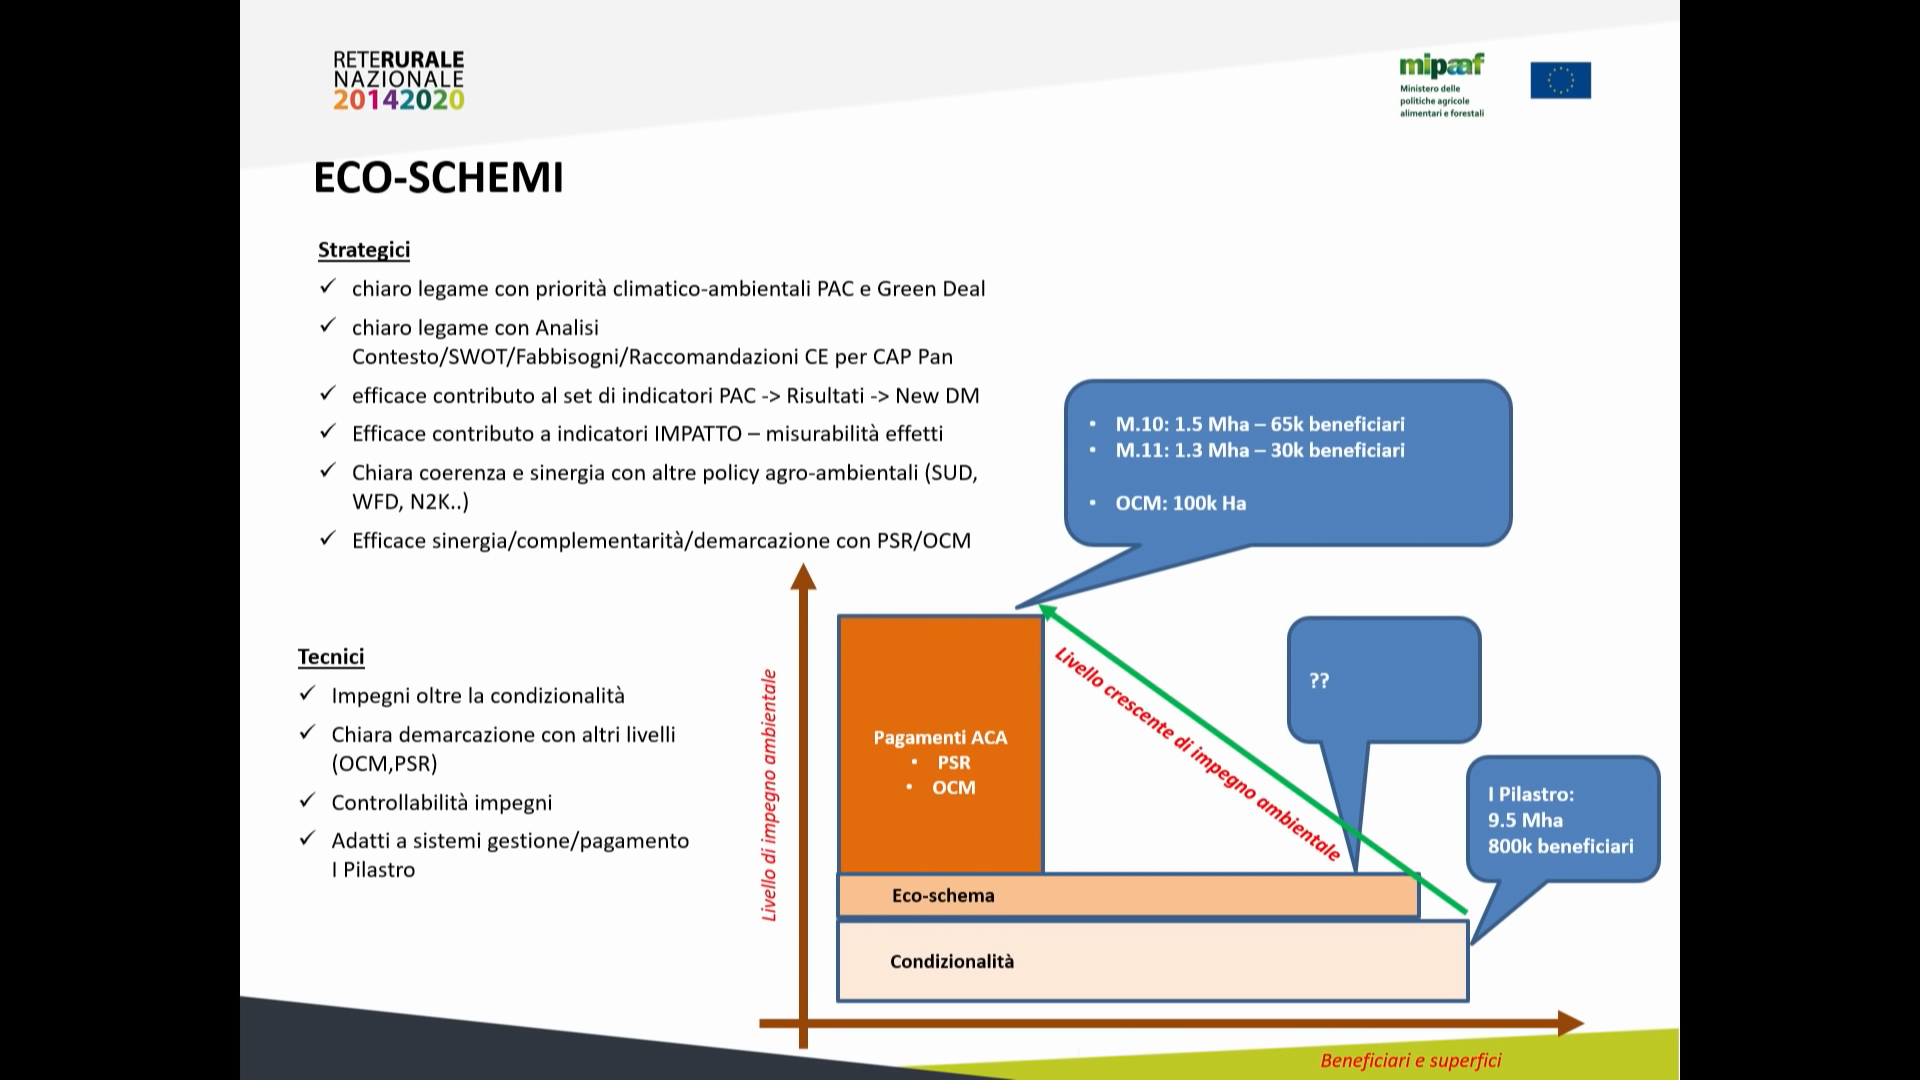 RETERURALE
NAZIONALE
20142020
mipaaf
Ministero delle
politiche agricole
alimentari e forestali
ECO-SCHEMI
Strategici
✓ chiaro legame con priorità climatico-ambientali PAC e Green Deal
✓ chiaro legame con Analisi
Contesto/SWOT/Fabbisogni/Raccomandazioni CE per CAP Pan
✓ efficace contributo al set di indicatori PAC -> Risultati -> New DM
✓ Efficace contributo a indicatori IMPATTO – misurabilità effetti
✓ Chiara coerenza e sinergia con altre policy agro-ambientali (SUD,
WFD, N2K..)
✓ Efficace sinergia/complementarità/demarcazione con PSR/OCM
Tecnici
✓ Impegni oltre la condizionalità
✓ Chiara demarcazione con altri livelli
(OCM,PSR)
✓ Controllabilità impegni
✓ Adatti a sistemi gestione/pagamento
I Pilastro
• M.10: 1.5 Mha – 65k beneficiari
• M.11: 1.3 Mha – 30k beneficiari
• OCM: 100k Ha
Livello di impegno ambientale
Pagamenti ACA
• PSR
• OCM
Livello crescente di impegno ambientale
??
I Pilastro:
9.5 Mha
800k beneficiari
Eco-schema
Condizionalità
Beneficiari e superfici